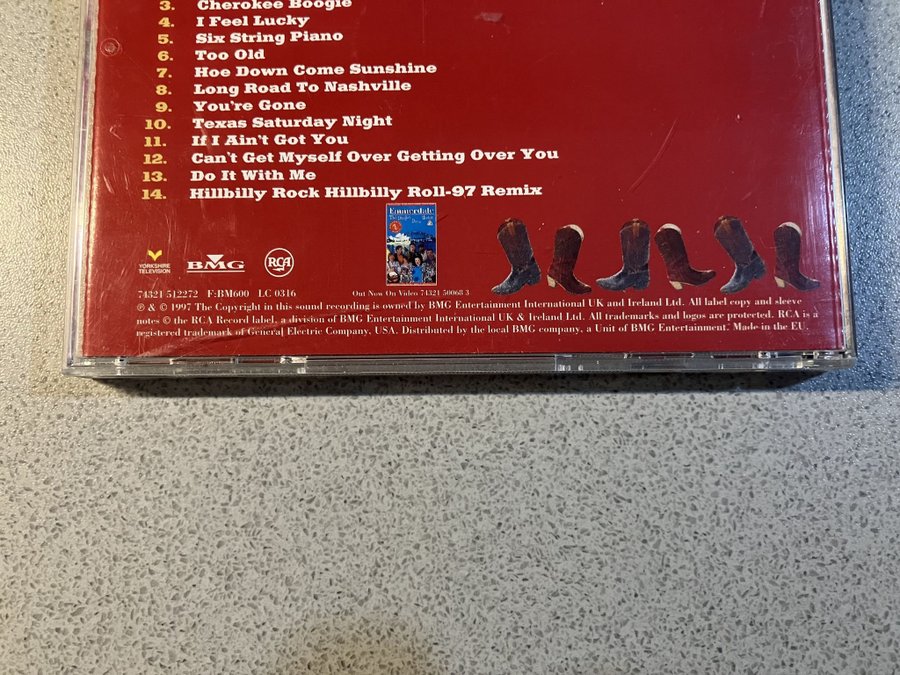 3. Cherokee Boogie
4. I Feel Lucky
5. Six String Piano
6. Too Old
7. Hoe Down Come Sunshine
8. Long Road To Nashville
9. You're Gone
10. Texas Saturday Night
11. If I Ain't Got You
12. Can't Get Myself Over Getting Over You
13. Do It With Me
14. Hillbilly Rock Hillbilly Roll-97 Remix
Emmerdale
YORKSHIRE
TELEVISION
BMG
RCA
74321 512272 F:BM600 LC 0316
Out Now On Video 74321 50068 3
℗ & © 1997 The Copyright in this sound recording is owned by BMG Entertainment International UK and Ireland Ltd. All label copy and sleeve
notes © the RCA Record label, a division of BMG Entertainment International UK & Ireland Ltd. All trademarks and logos are protected. RCA is a
registered trademark of General Electric Company, USA. Distributed by the local BMG company, a Unit of BMG Entertainment. Made in the EU.